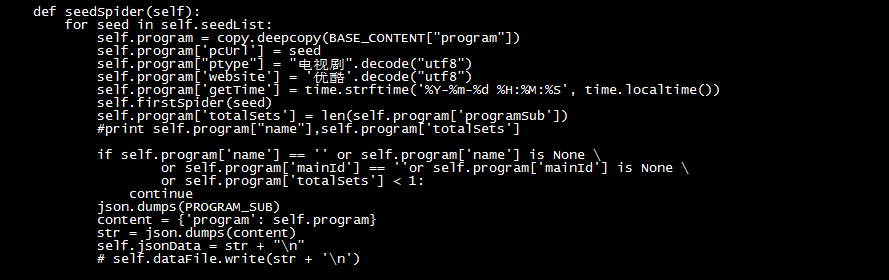 def seedSpider(self):
    for seed in self.seedList:
        self.program = copy.deepcopy(BASE_CONTENT["program"])
        self.program['pcUrl'] = seed
        self.program["ptype"] = "电视剧".decode("utf8")
        self.program['website'] = '优酷'.decode("utf8")
        self.program['getTime'] = time.strftime('%Y-%m-%d %H:%M:%S', time.localtime())
        self.firstSpider(seed)
        self.program['totalSets'] = len(self.program['programSub'])
        #print self.program["name"],self.program['totalSets']

        if self.program['name'] == '' or self.program['name'] is None \
                or self.program['mainId'] == ''or self.program['mainId'] is None \
                or self.program['totalSets'] < 1:
            continue
        json.dumps(PROGRAM_SUB)
        content = {'program': self.program}
        str = json.dumps(content)
        self.jsonData = str + "\n"
        # self.dataFile.write(str + '\n')